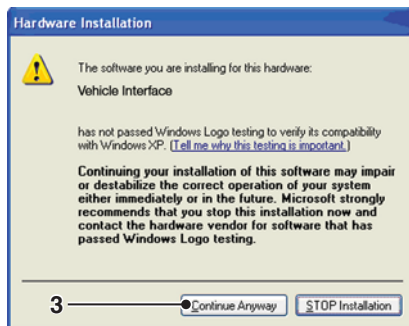 Hardware Installation
The software you are installing for this hardware:
Vehicle Interface
has not passed Windows Logo testing to verify its compatibility
with Windows XP. (Tell me why this testing is important.)
Continuing your installation of this software may impair
or destabilize the correct operation of your system
either immediately or in the future. Microsoft strongly
recommends that you stop this installation now and
contact the hardware vendor for software that has
passed Windows Logo testing.
3 Continue Anyway STOP Installation